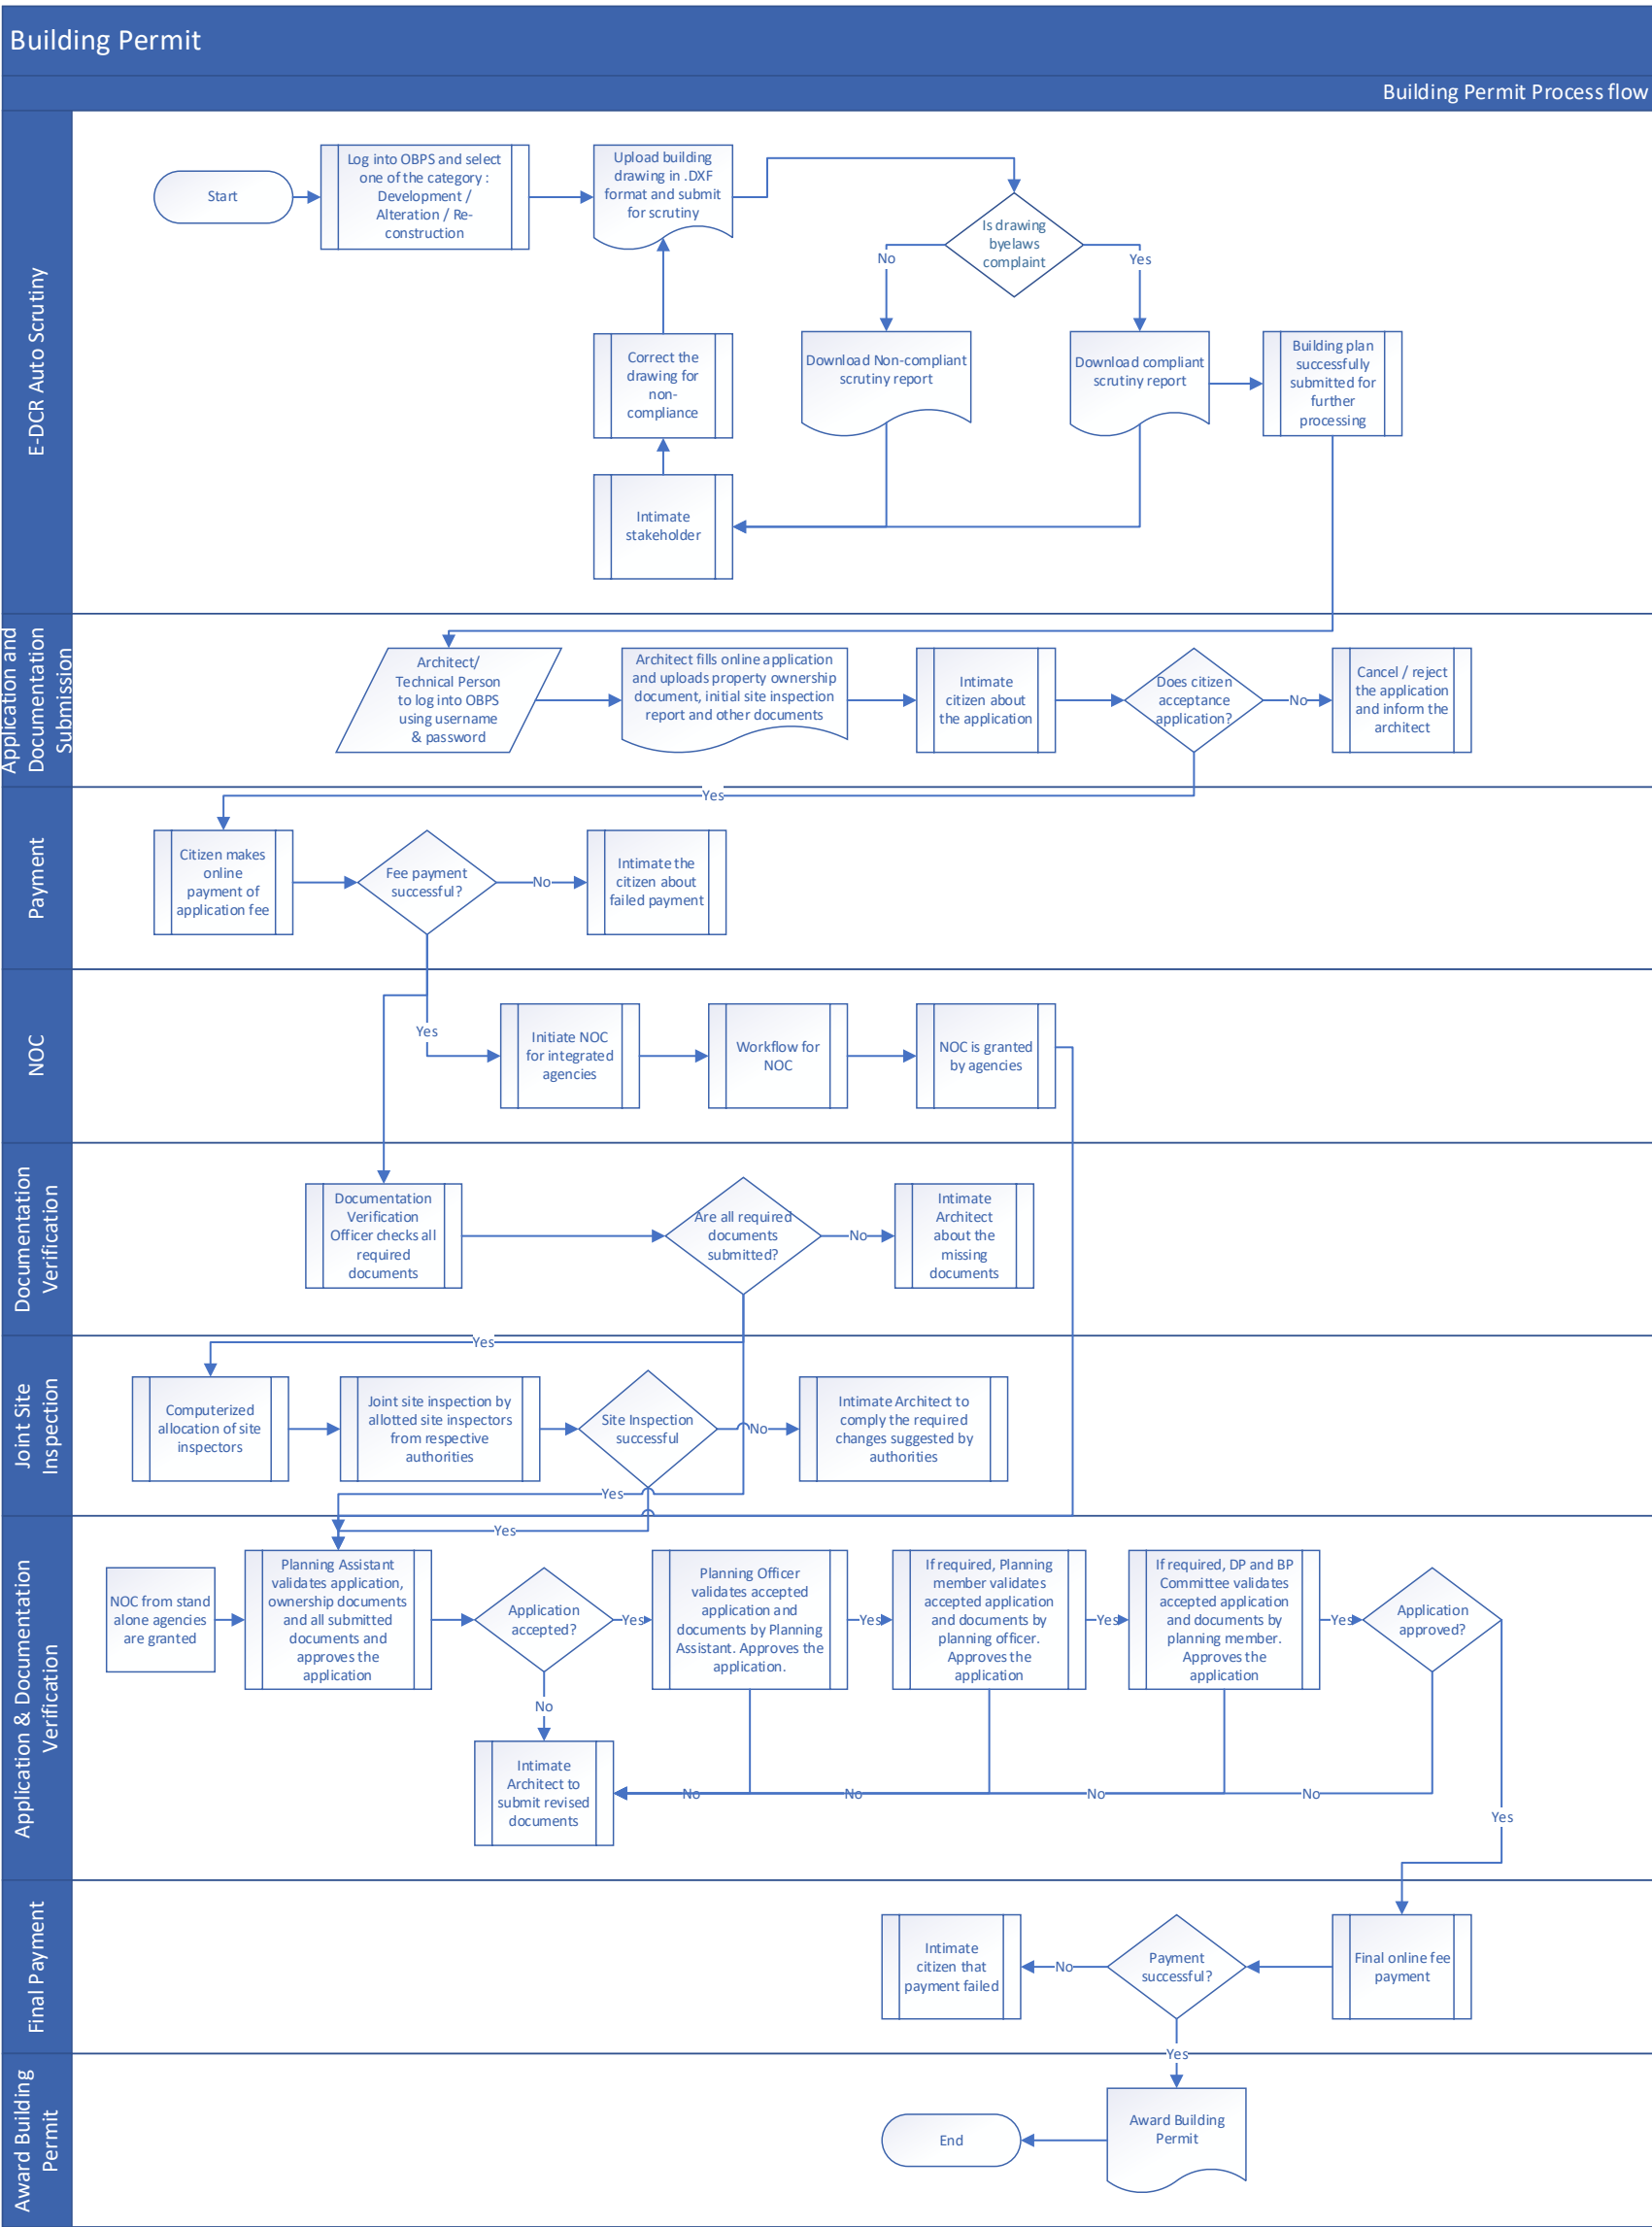 Building Permit
Building Permit Process flow
E-DCR Auto Scrutiny
Start
Log into OBPS and select
one of the category :
Development /
Alteration / Re-
construction
Upload building
drawing in .DXF
format and submit
for scrutiny
Is drawing
byelaws
complaint
No
Yes
Correct the
drawing for
non-
compliance
Download Non-compliant
scrutiny report
Download compliant
scrutiny report
Building plan
successfully
submitted for
further
processing
Intimate
stakeholder
Application and
Documentation
Submission
Architect/
Technical Person
to log into OBPS
using username
& password
Architect fills online application
and uploads property ownership
document, initial site inspection
report and other documents
Intimate
citizen about
the application
Does citizen
acceptance
application?
No
Cancel / reject
the application
and inform the
architect
Yes
Payment
Citizen makes
online
payment of
application fee
Fee payment
successful?
No
Intimate the
citizen about
failed payment
NOC
Yes
Initiate NOC
for integrated
agencies
Workflow for
NOC
NOC is granted
by agencies
Documentation
Verification
Documentation
Verification
Officer checks all
required
documents
Are all required
documents
submitted?
No
Intimate
Architect
about the
missing
documents
Yes
Joint Site
Inspection
Computerized
allocation of site
inspectors
Joint site inspection by
allotted site inspectors
from respective
authorities
Site Inspection
successful
No
Intimate Architect to
comply the required
changes suggested by
authorities
Yes
Yes
Application & Documentation
Verification
NOC from stand
alone agencies
are granted
Planning Assistant
validates application,
ownership documents
and all submitted
documents and
approves the
application
Application
accepted?
Yes
Planning Officer
validates accepted
application and
documents by Planning
Assistant. Approves the
application.
Yes
If required, Planning
member validates
accepted application
and documents by
planning officer.
Approves the
application
Yes
If required, DP and BP
Committee validates
accepted application
and documents by
planning member.
Approves the
application
Yes
Application
approved?
No
Intimate
Architect to
submit revised
documents
No
No
No
No
Yes
Final Payment
Intimate
citizen that
payment failed
No
Payment
successful?
Final online fee
payment
Yes
Award Building
Permit
End
Award Building
Permit